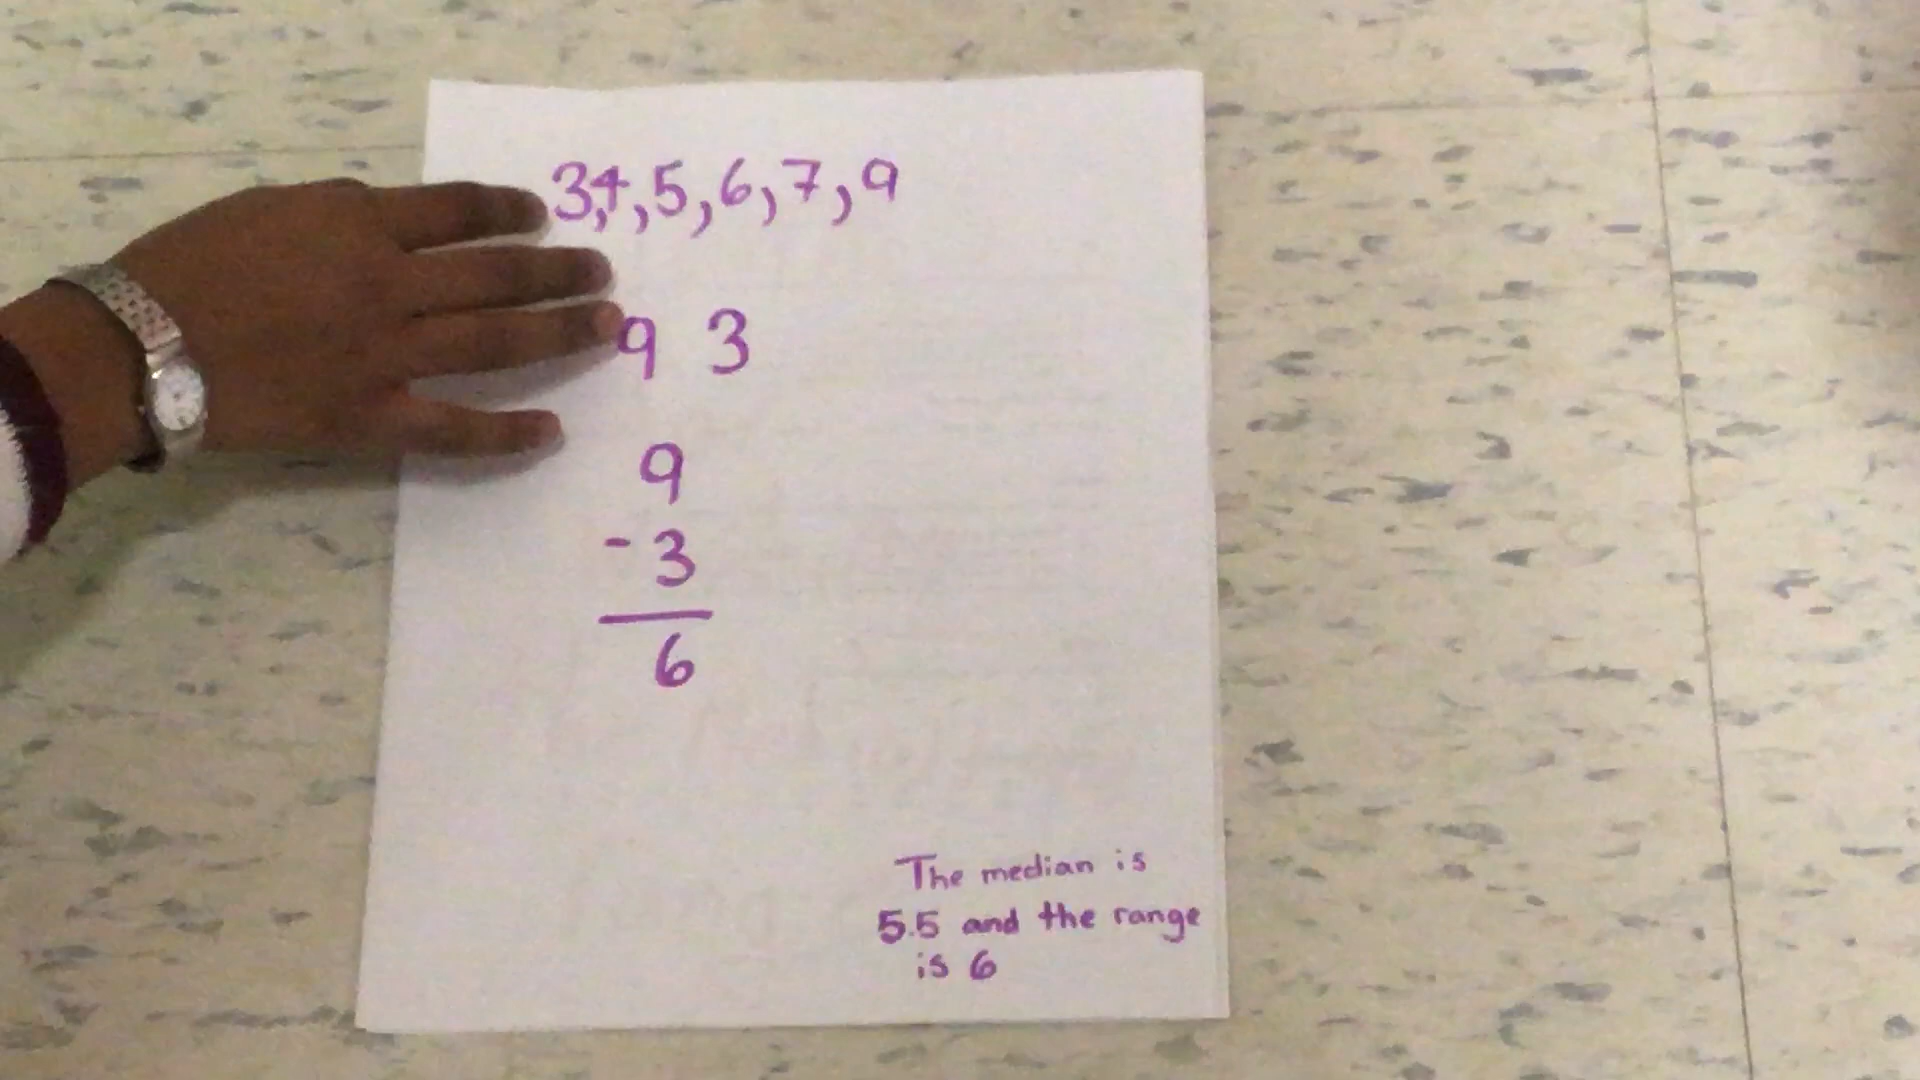 3,4,5,6,7,9
9 3
9
-3
6
The median is
5.5 and the range
is 6